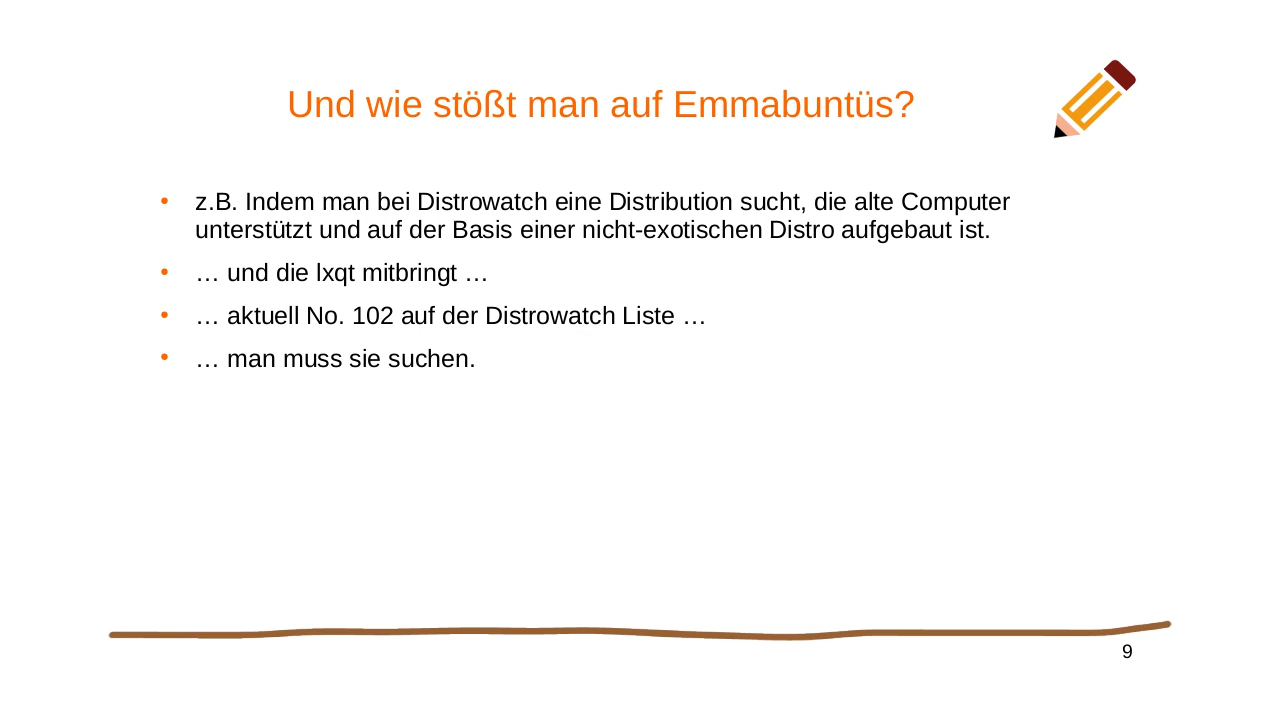 Und wie stößt man auf Emmabuntüs?
• z.B. Indem man bei Distrowatch eine Distribution sucht, die alte Computer
unterstützt und auf der Basis einer nicht-exotischen Distro aufgebaut ist.
• … und die lxqt mitbringt …
• … aktuell No. 102 auf der Distrowatch Liste …
• … man muss sie suchen.
9